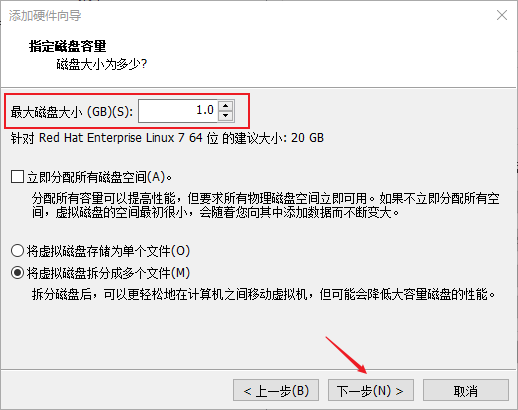 添加硬件向导
指定磁盘容量
磁盘大小为多少?
最大磁盘大小 (GB)(S): 1.0
针对 Red Hat Enterprise Linux 7 64 位 的建议大小: 20 GB
立即分配所有磁盘空间(A)。
分配所有容量可以提高性能，但要求所有物理磁盘空间立即可用。如果不立即分配所有空
间，虚拟磁盘的空间最初很小，会随着您向其中添加数据而不断变大。
将虚拟磁盘存储为单个文件(O)
将虚拟磁盘拆分成多个文件(M)
拆分磁盘后，可以更轻松地在计算机之间移动虚拟机，但可能会降低大容量磁盘的性能。
< 上一步(B) 下一步(N) > 取消